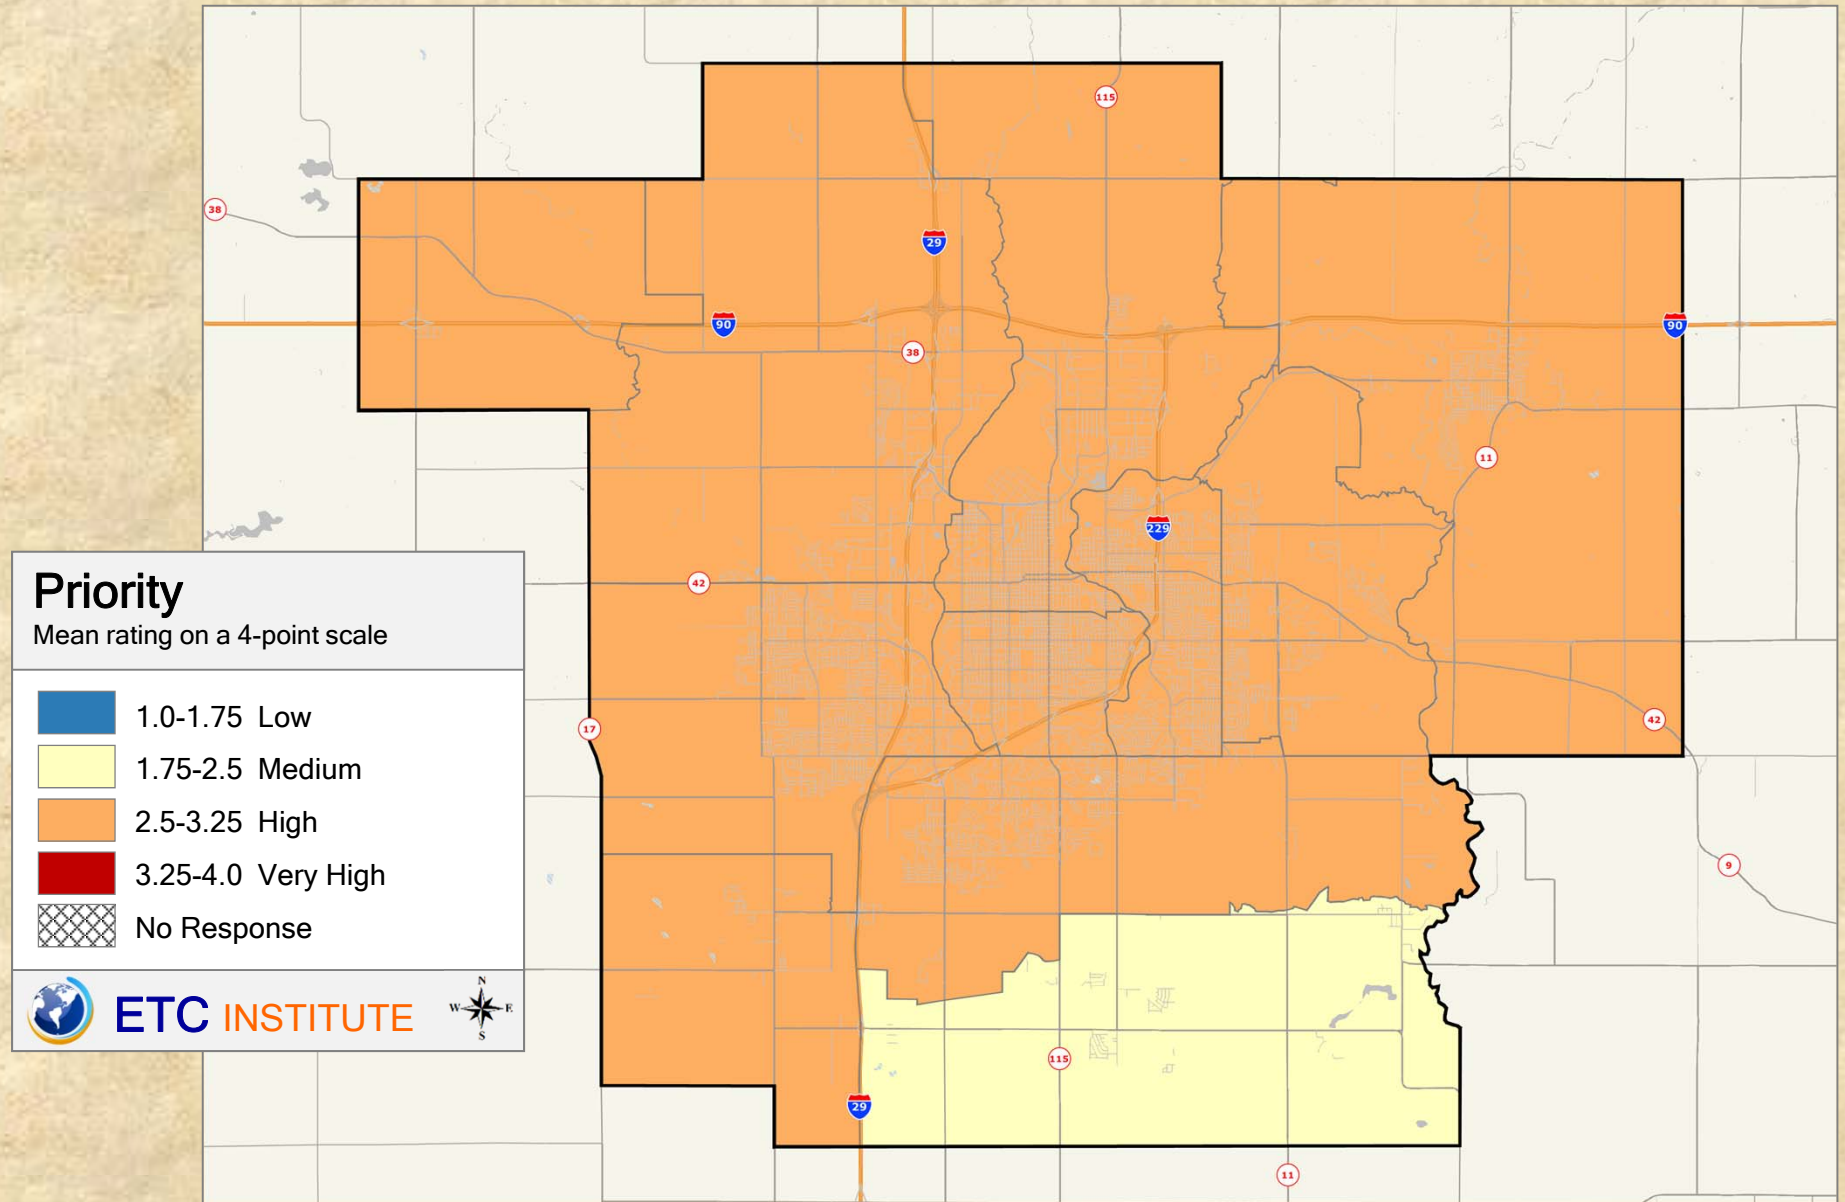 115
38
29
90
90
38
11
229
42
17
42
9
115
29
11
Priority
Mean rating on a 4-point scale
1.0-1.75 Low
1.75-2.5 Medium
2.5-3.25 High
3.25-4.0 Very High
No Response
ETC INSTITUTE
N
W E
S